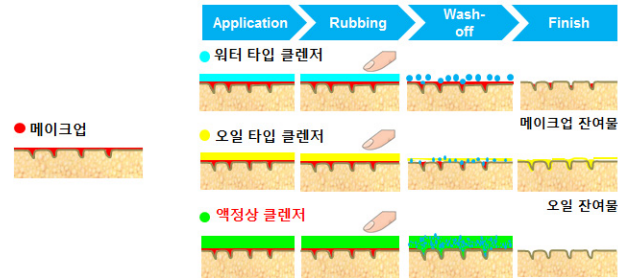 Application
Rubbing
Wash-
off
Finish
워터 타입 클렌저
메이크업
메이크업 잔여물
오일 타입 클렌저
오일 잔여물
액정상 클렌저